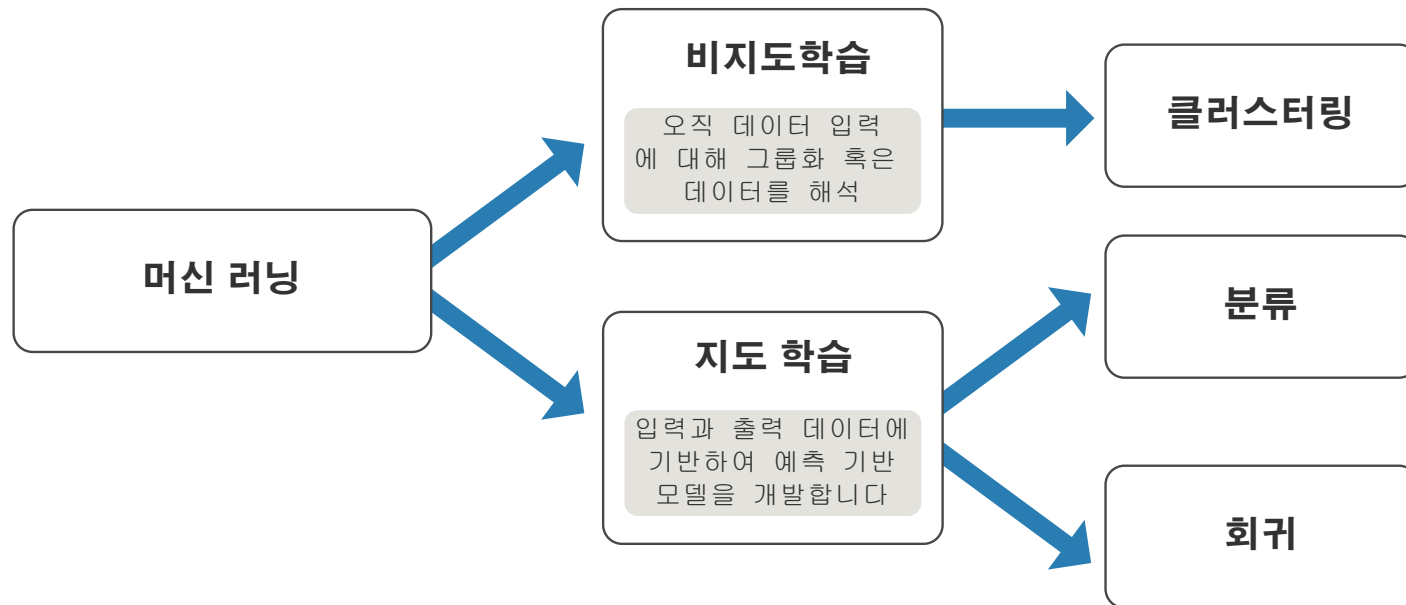 머신 러닝
비지도학습
오직 데이터 입력
에 대해 그룹화 혹은
데이터를 해석
클러스터링
지도 학습
입력과 출력 데이터에
기반하여 예측 기반
모델을 개발합니다
분류
회귀